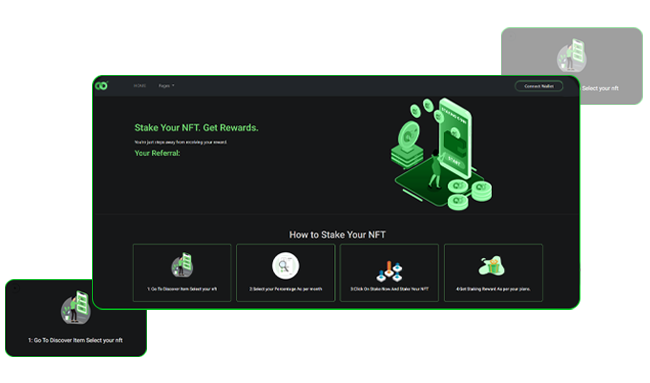 Select your nft
HOME
Pages
Connect Wallet
Stake Your NFT. Get Rewards.
You're just steps away from receiving your reward.
Your Referral:
START
How to Stake Your NFT
1: Go To Discover Item Select your nft
2:Select your Percentage As per month
3:Click On Stake Now And Stake Your NFT
4:Get Staking Reward As per your plans.
1: Go To Discover Item Select your nft